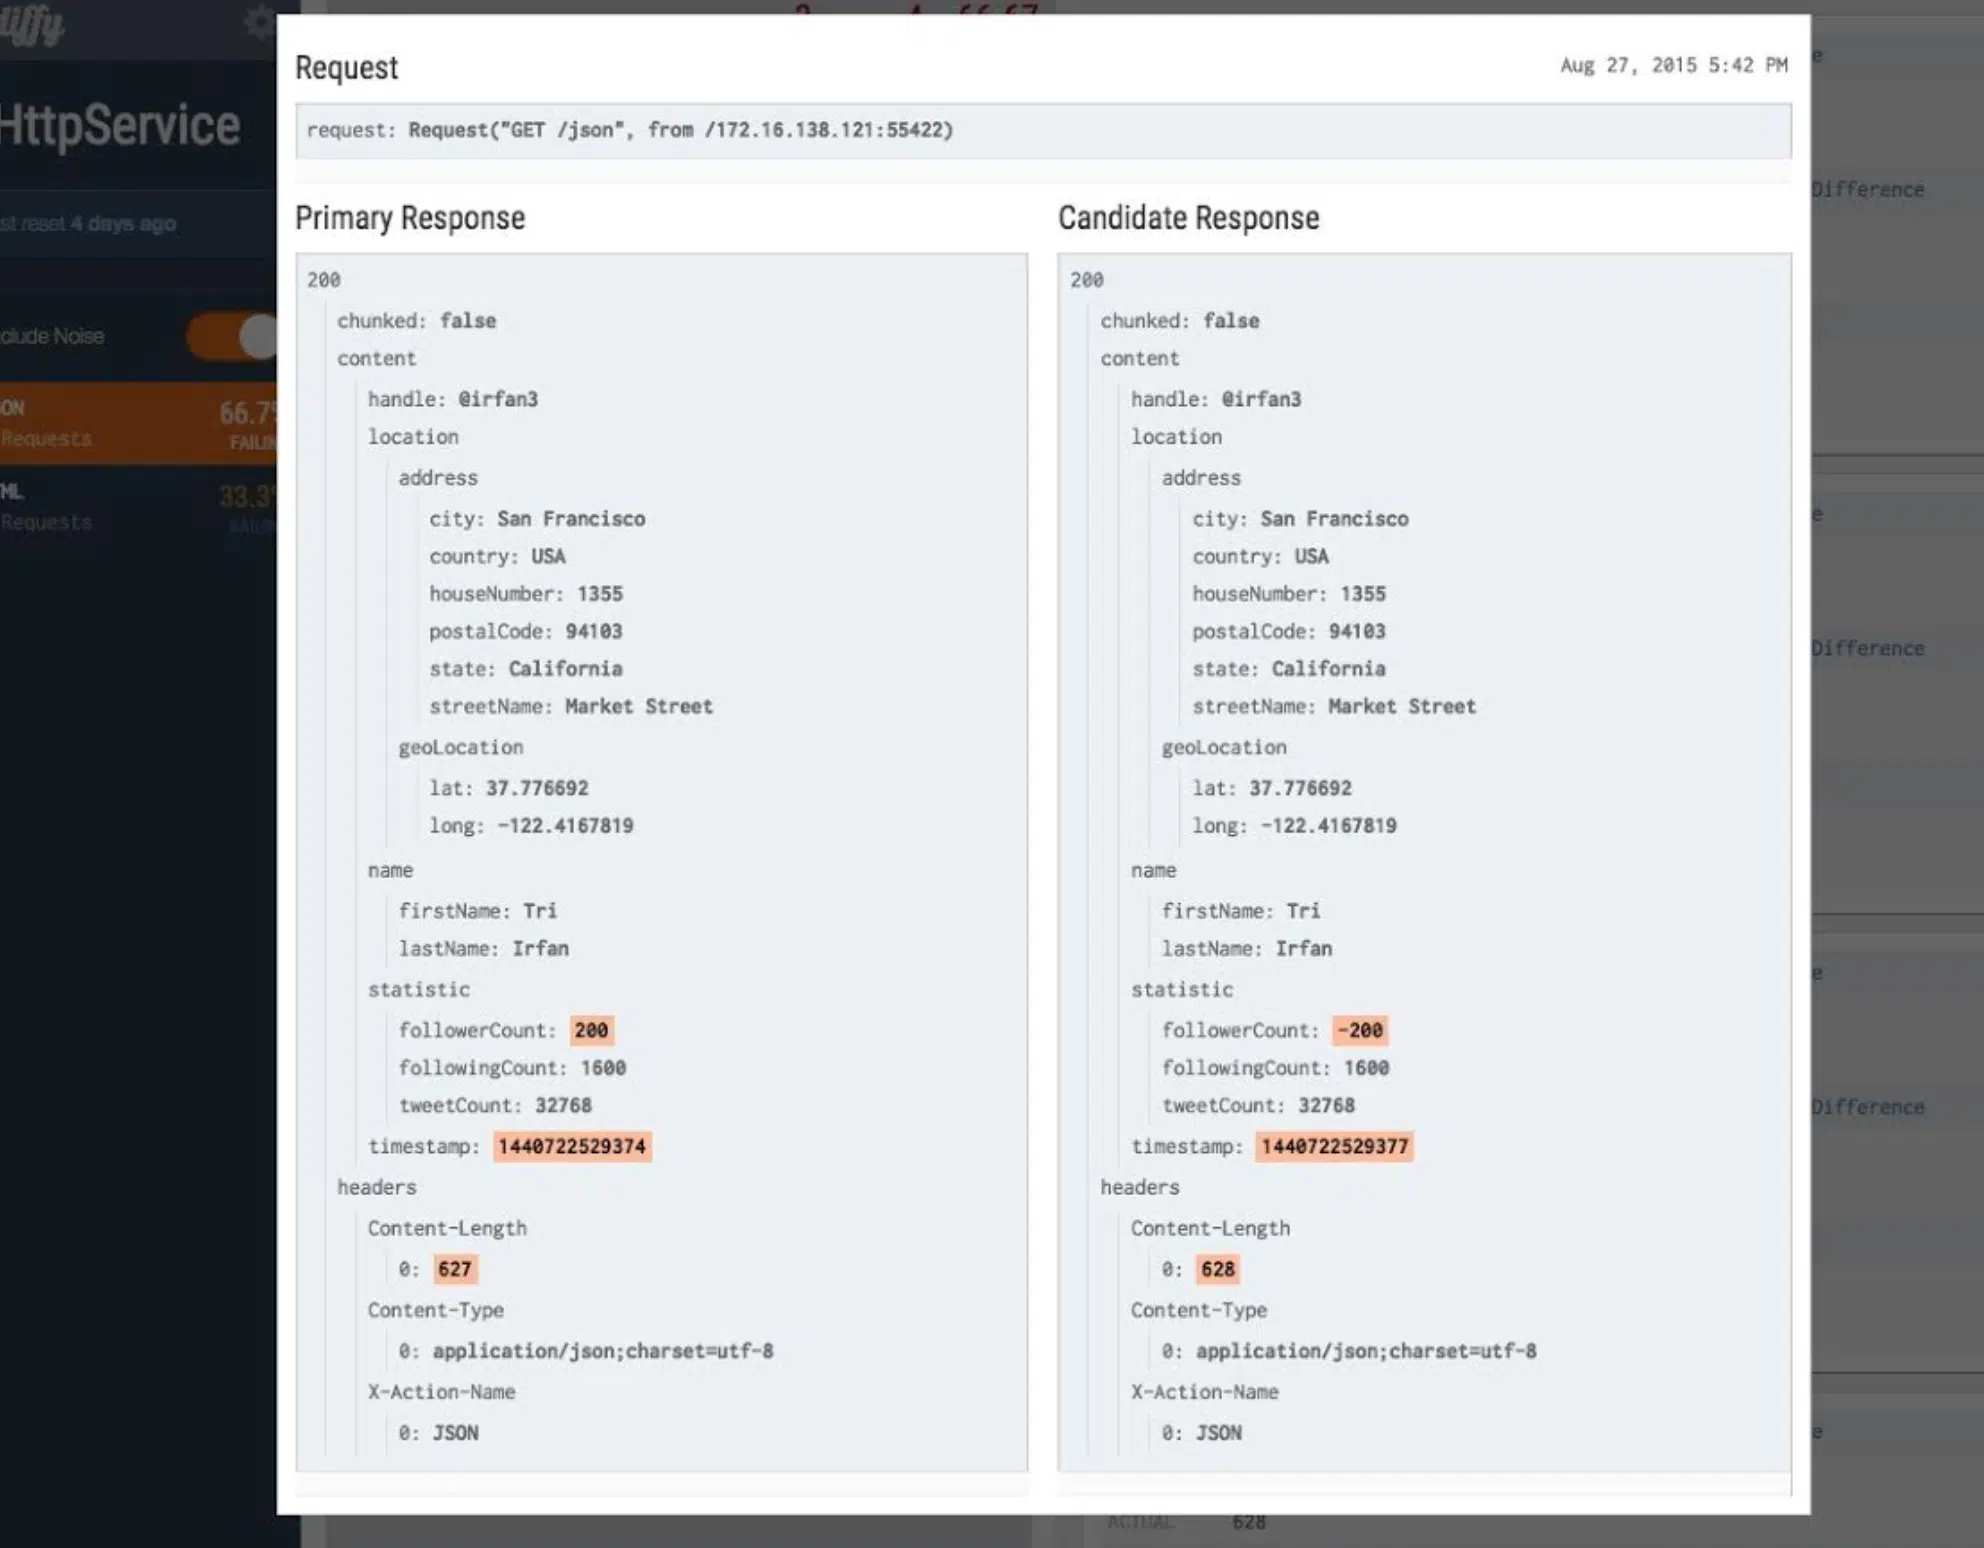 diffy
HttpService
4 days ago
Noise
66.7
Requests
33.3
Requests
Request
Aug 27, 2015 5:42 PM
request: Request("GET /json", from /172.16.138.121:55422)
Primary Response
200
chunked: false
content
handle: @irfan3
location
address
city: San Francisco
country: USA
houseNumber: 1355
postalCode: 94103
state: California
streetName: Market Street
geoLocation
lat: 37.776692
long: -122.4167819
name
firstName: Tri
lastName: Irfan
statistic
followerCount: 200
followingCount: 1600
tweetCount: 32768
timestamp: 1440722529374
headers
Content-Length
0: 627
Content-Type
0: application/json;charset=utf-8
X-Action-Name
0: JSON
Candidate Response
200
chunked: false
content
handle: @irfan3
location
address
city: San Francisco
country: USA
houseNumber: 1355
postalCode: 94103
state: California
streetName: Market Street
geoLocation
lat: 37.776692
long: -122.4167819
name
firstName: Tri
lastName: Irfan
statistic
followerCount: -200
followingCount: 1600
tweetCount: 32768
timestamp: 1440722529377
headers
Content-Length
0: 628
Content-Type
0: application/json;charset=utf-8
X-Action-Name
0: JSON
Difference
Difference
Difference
ACTUAL 628